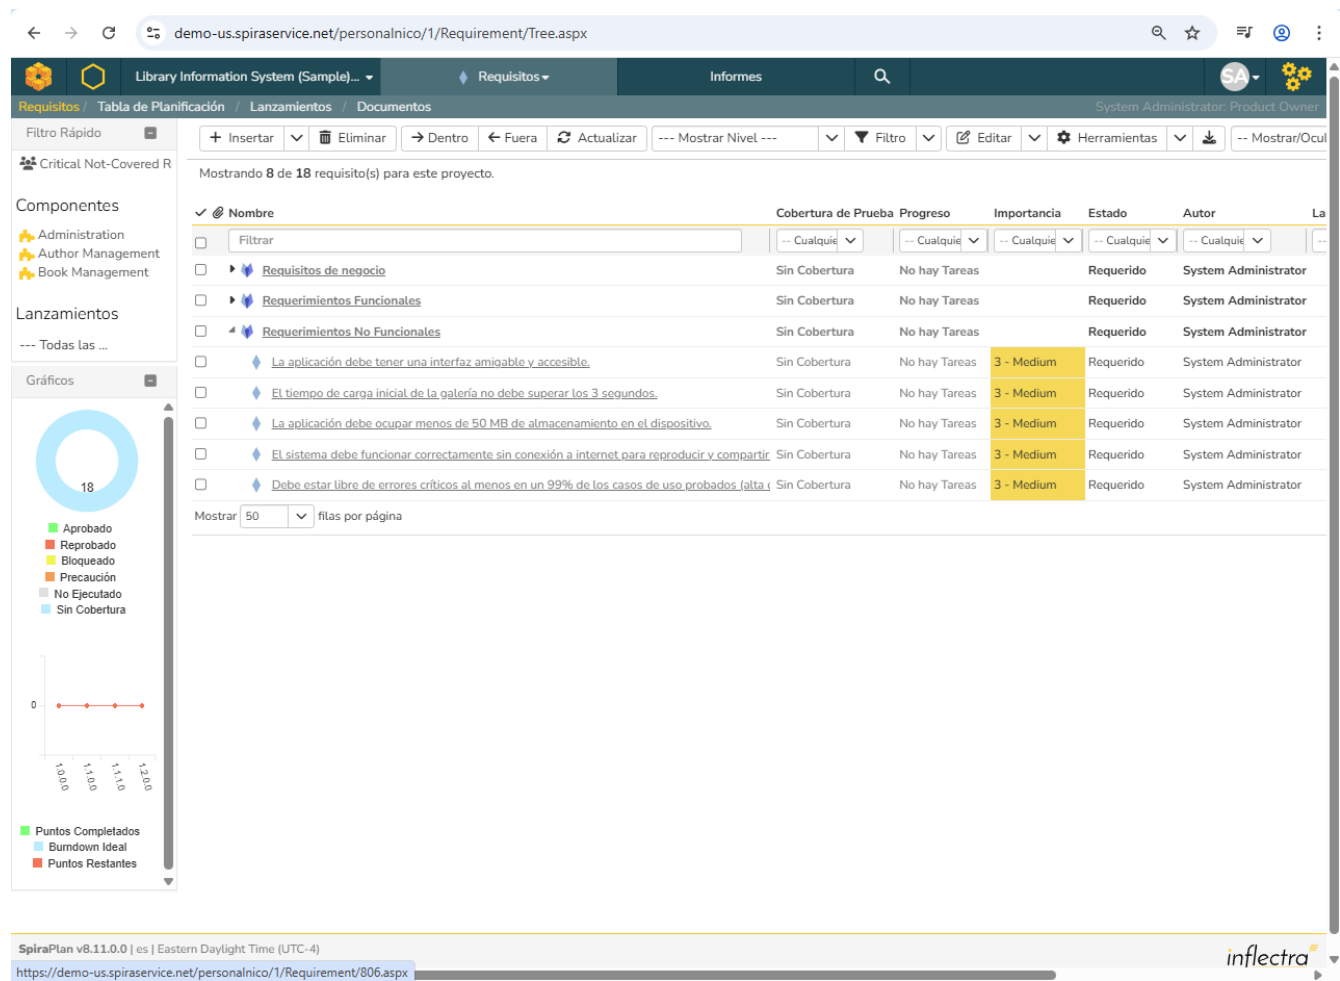 demo-us.spiraservice.net/personalnico/1/Requirement/Tree.aspx
Library Information System (Sample)... Requisitos Informes SA
Requisitos / Tabla de Planificación / Lanzamientos / Documentos System Administrator: Product Owner
Filtro Rápido
Critical Not-Covered R
Componentes
Administration
Author Management
Book Management
Lanzamientos
--- Todas las ...
Gráficos
18
Aprobado
Reprobado
Bloqueado
Precaución
No Ejecutado
Sin Cobertura
0
1.0.0.0 1.1.0.0 1.1.1.0 1.2.0.0
Puntos Completados
Burndown Ideal
Puntos Restantes
+ Insertar Eliminar Dentro Fuera Actualizar --- Mostrar Nivel --- Filtro Editar Herramientas -- Mostrar/Ocul
Mostrando 8 de 18 requisito(s) para este proyecto.
Nombre Cobertura de Prueba Progreso Importancia Estado Autor La
Filtrar -- Cualquie -- Cualquie -- Cualquie -- Cualquie -- Cualquie --
Requisitos de negocio Sin Cobertura No hay Tareas Requerido System Administrator
Requerimientos Funcionales Sin Cobertura No hay Tareas Requerido System Administrator
Requerimientos No Funcionales Sin Cobertura No hay Tareas Requerido System Administrator
La aplicación debe tener una interfaz amigable y accesible. Sin Cobertura No hay Tareas 3 - Medium Requerido System Administrator
El tiempo de carga inicial de la galería no debe superar los 3 segundos. Sin Cobertura No hay Tareas 3 - Medium Requerido System Administrator
La aplicación debe ocupar menos de 50 MB de almacenamiento en el dispositivo. Sin Cobertura No hay Tareas 3 - Medium Requerido System Administrator
El sistema debe funcionar correctamente sin conexión a internet para reproducir y compartir Sin Cobertura No hay Tareas 3 - Medium Requerido System Administrator
Debe estar libre de errores críticos al menos en un 99% de los casos de uso probados (alta Sin Cobertura No hay Tareas 3 - Medium Requerido System Administrator
Mostrar 50 filas por página
SpiraPlan v8.11.0.0 | es | Eastern Daylight Time (UTC-4)
inflectra
https://demo-us.spiraservice.net/personalnico/1/Requirement/806.aspx